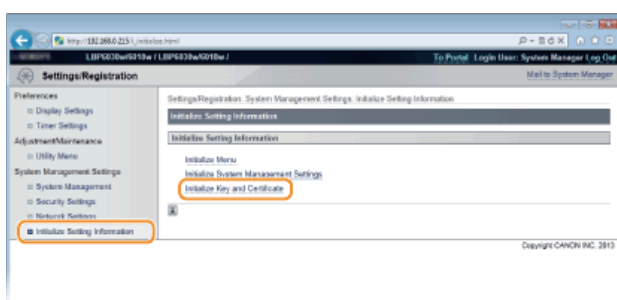 http://192.168.0.215/_initialize.html
LBP6030w/6018w / LBP6030w/6018w /
To Portal Login User: System Manager Log Out
Settings/Registration
Mail to System Manager
Preferences
Display Settings
Timer Settings
Adjustment/Maintenance
Utility Menu
System Management Settings
System Management
Security Settings
Network Settings
Initialize Setting Information
Settings/Registration: System Management Settings: Initialize Setting Information
Initialize Setting Information
Initialize Setting Information
Initialize Menu
Initialize System Management Settings
Initialize Key and Certificate
Copyright CANON INC. 2013